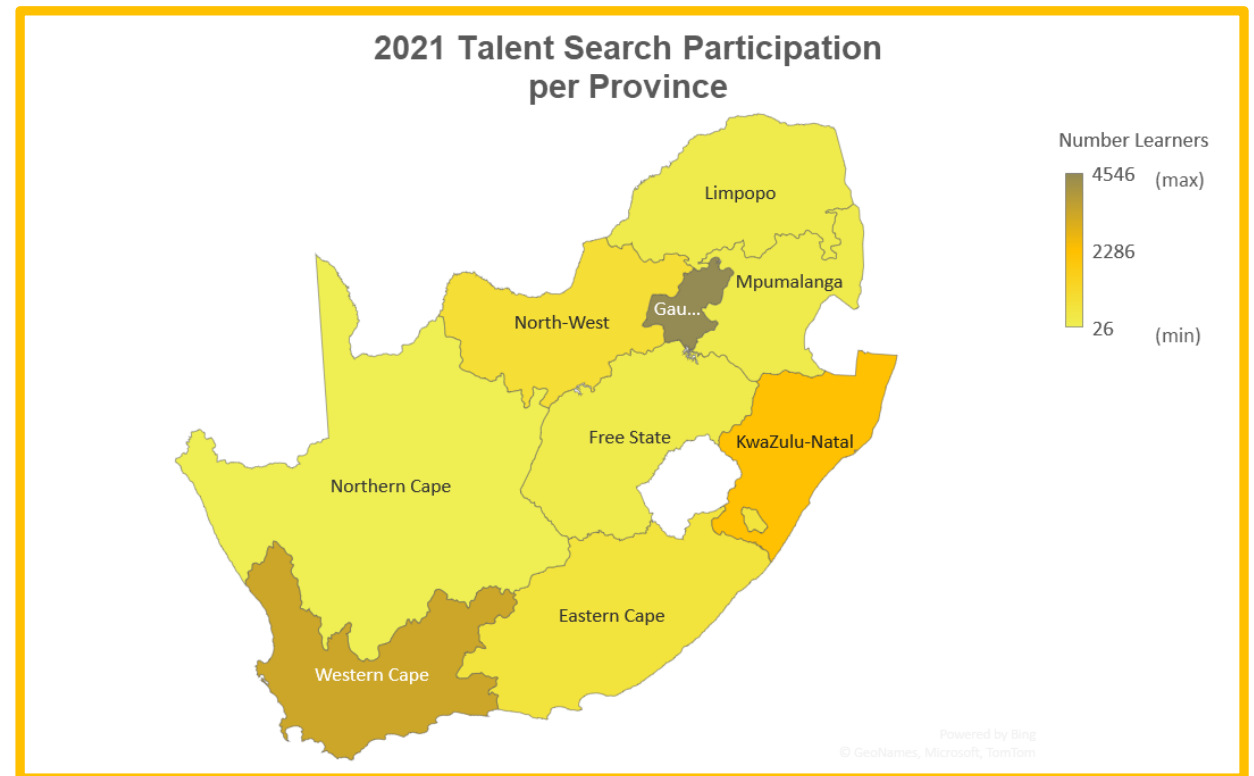 2021 Talent Search Participation
per Province
Number Learners
4546 (max)
2286
26 (min)
Limpopo
Mpumalanga
Gau...
North-West
Free State
KwaZulu-Natal
Northern Cape
Eastern Cape
Western Cape
Powered by Bing
© GeoNames, Microsoft, TomTom